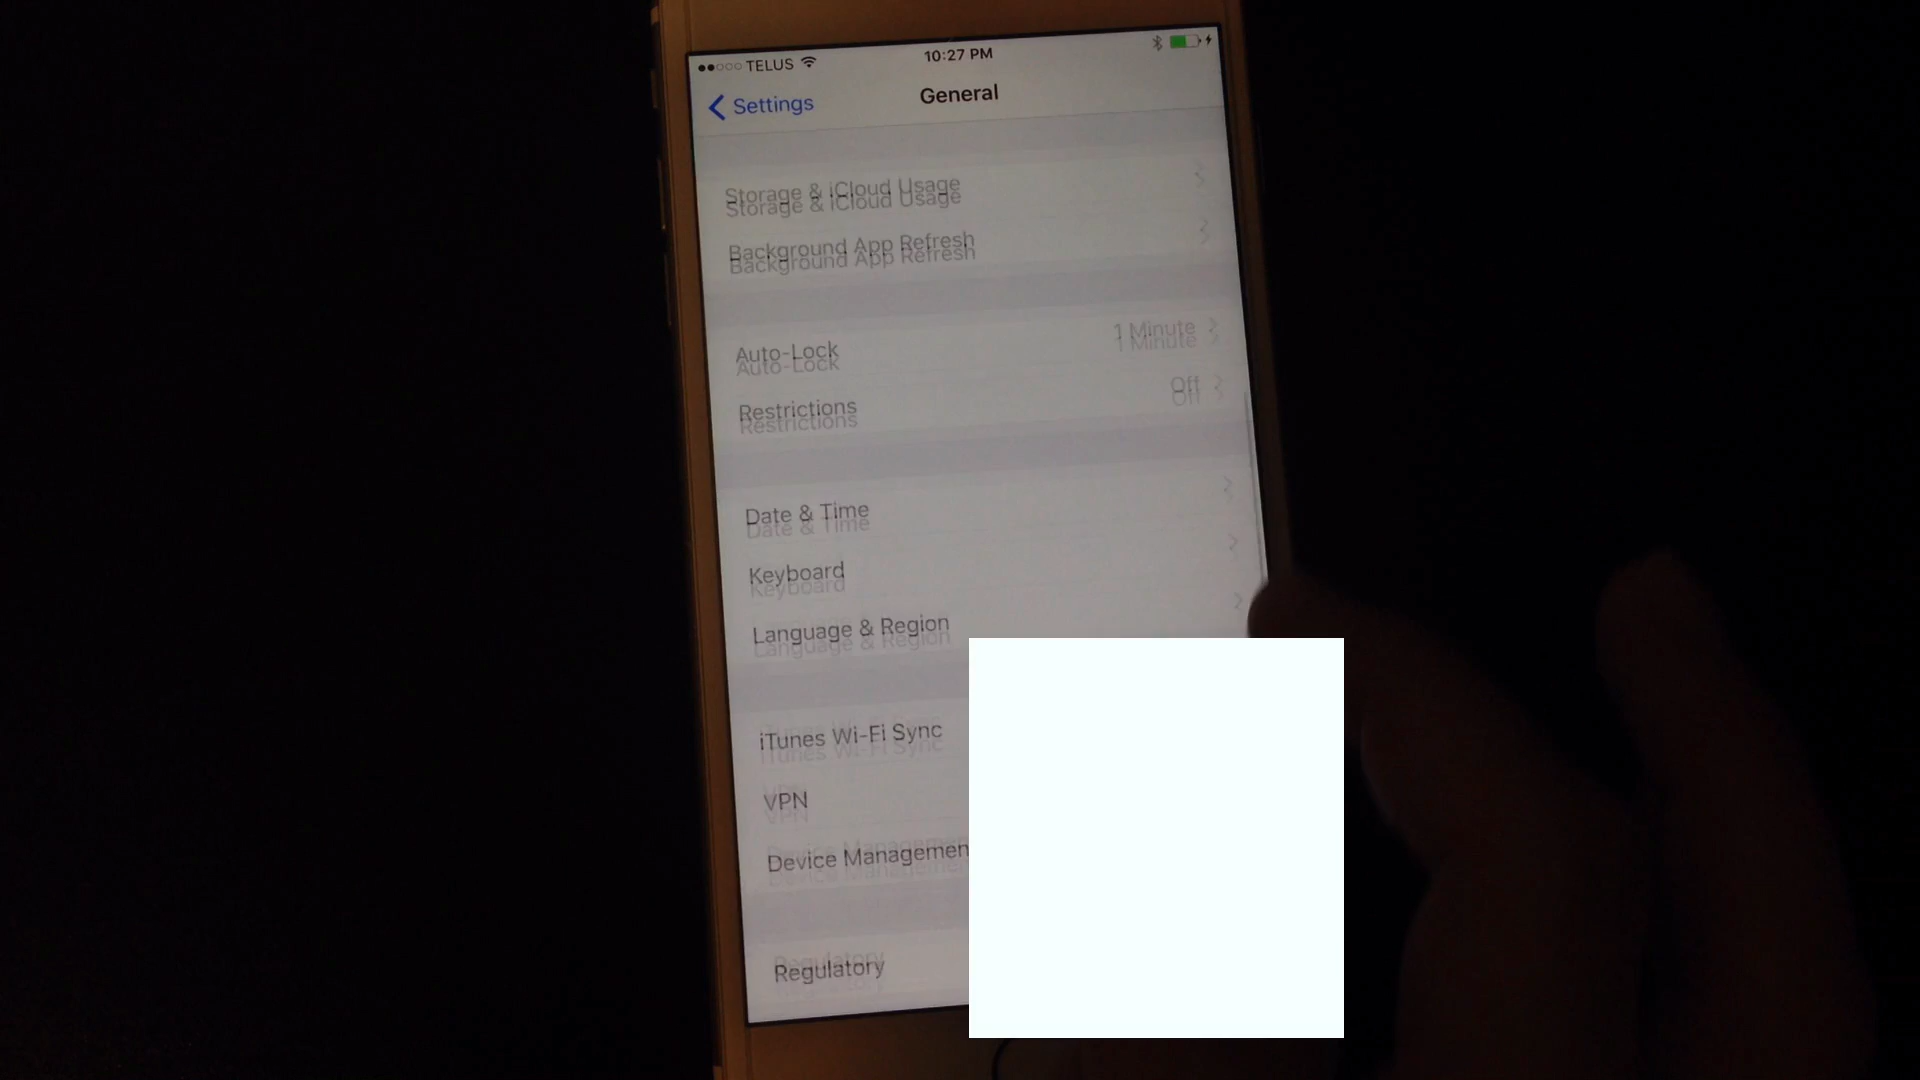 TELUS 10:27 PM
Settings General
Storage & iCloud Usage
Background App Refresh
Auto-Lock 1 Minute
Restrictions Off
Date & Time
Keyboard
Language & Region
iTunes Wi-Fi Sync
VPN
Device Managemen
Regulatory